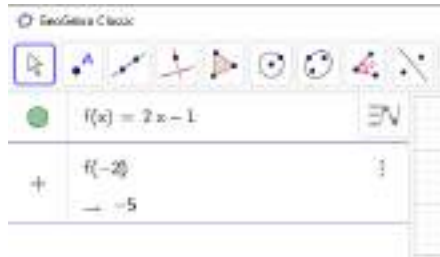 GeoGebra Classic
A
f(x) = 2 x − 1
f(−2)
→ −5